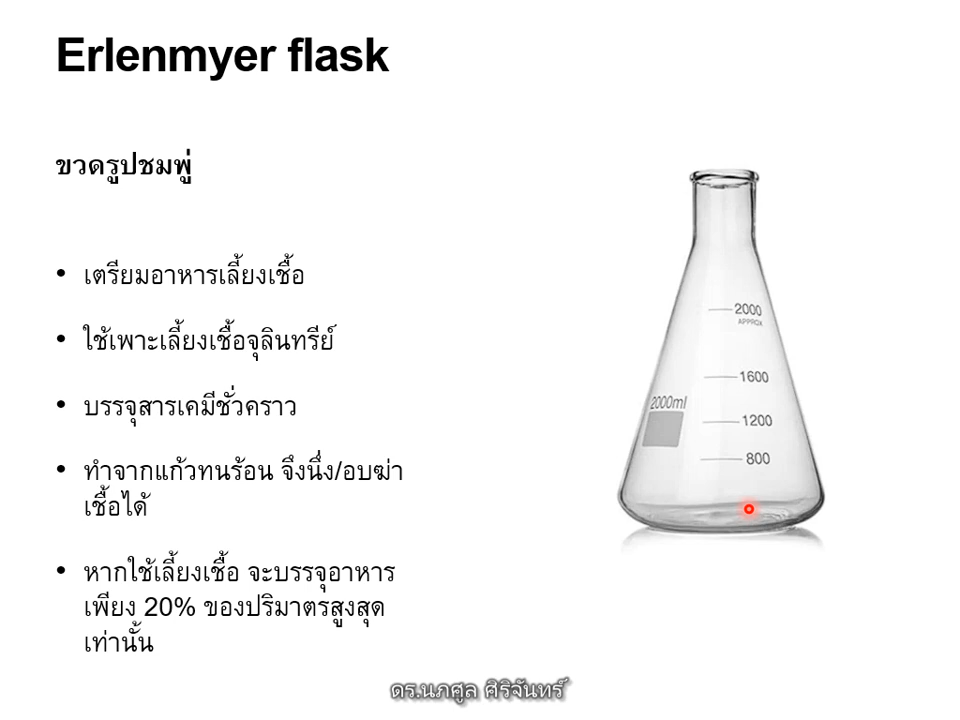 Erlenmyer flask
ขวดรูปชมพู่
• เตรียมอาหารเลี้ยงเชื้อ
• ใช้เพาะเลี้ยงเชื้อจุลินทรีย์
• บรรจุสารเคมีชั่วคราว
• ทำจากแก้วทนร้อน จึงนึ่ง/อบฆ่า
เชื้อได้
• หากใช้เลี้ยงเชื้อ จะบรรจุอาหาร
เพียง 20% ของปริมาตรสูงสุด
เท่านั้น
2000
APPROX
1600
2000ml
1200
800
ดร.นภศูล ศิริจันทร์